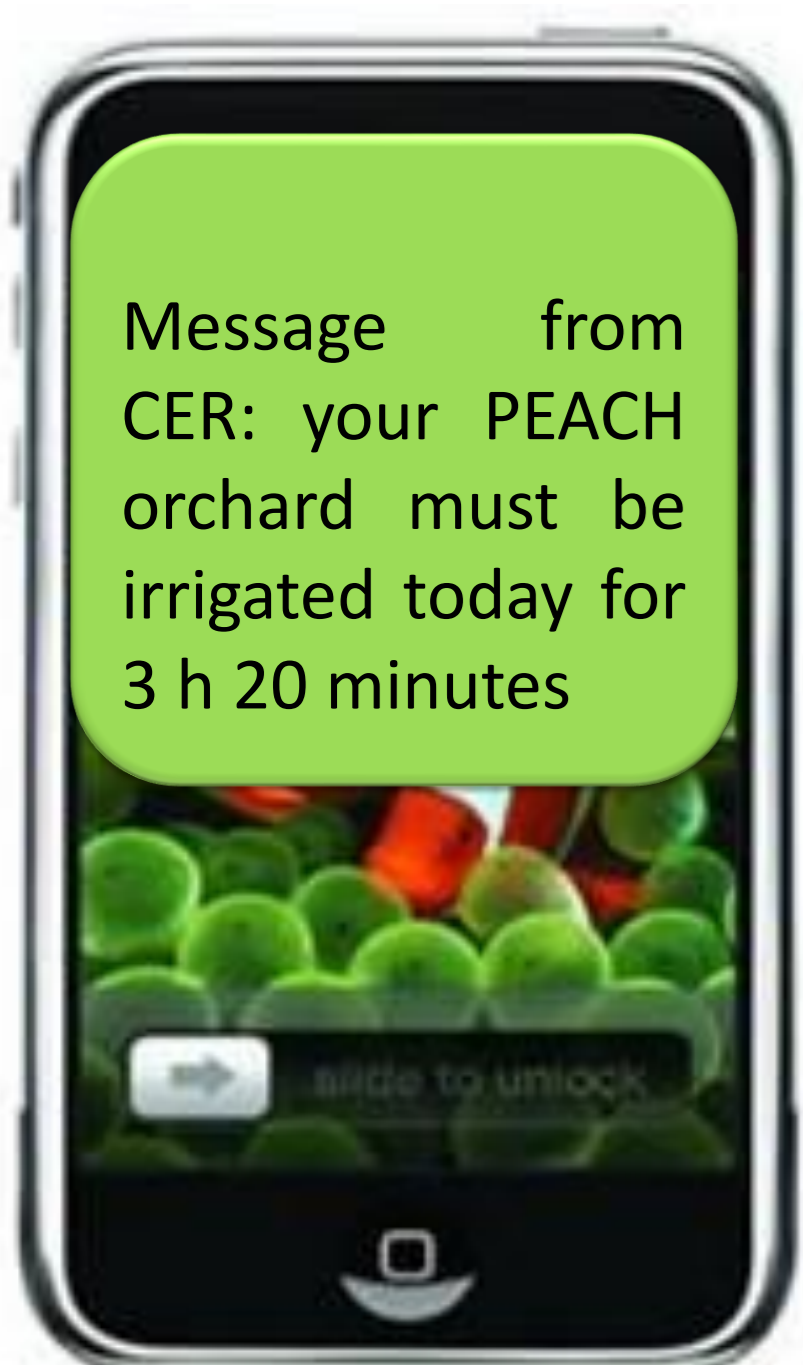 Message from
CER: your PEACH
orchard must be
irrigated today for
3 h 20 minutes
slide to unlock